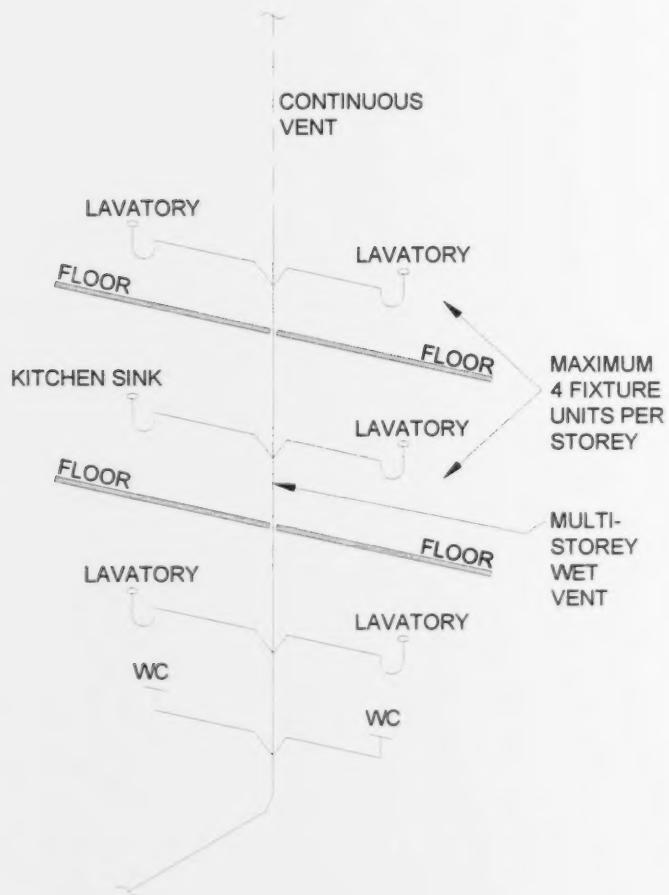 CONTINUOUS
VENT
LAVATORY
LAVATORY
FLOOR
FLOOR
KITCHEN SINK
LAVATORY
MAXIMUM
4 FIXTURE
UNITS PER
STOREY
FLOOR
FLOOR
MULTI-
STOREY
WET
VENT
LAVATORY
LAVATORY
WC
WC